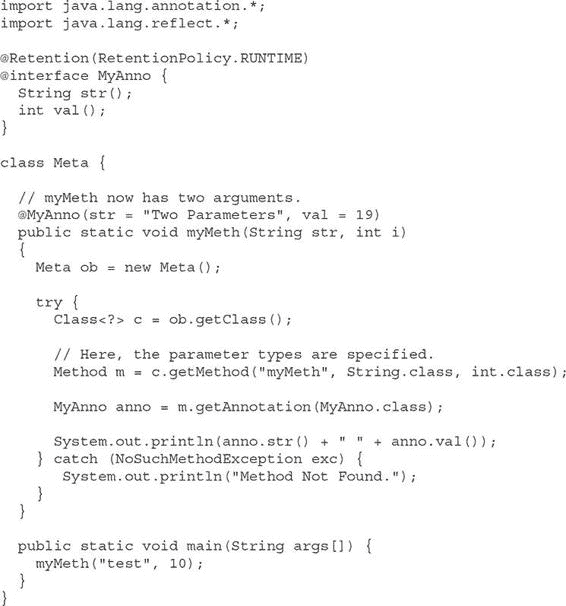 import java.lang.annotation.*;
import java.lang.reflect.*;

@Retention(RetentionPolicy.RUNTIME)
@interface MyAnno {
  String str();
  int val();
}

class Meta {

  // myMeth now has two arguments.
  @MyAnno(str = "Two Parameters", val = 19)
  public static void myMeth(String str, int i)
  {
    Meta ob = new Meta();

    try {
      Class<?> c = ob.getClass();

      // Here, the parameter types are specified.
      Method m = c.getMethod("myMeth", String.class, int.class);

      MyAnno anno = m.getAnnotation(MyAnno.class);

      System.out.println(anno.str() + " " + anno.val());
    } catch (NoSuchMethodException exc) {
       System.out.println("Method Not Found.");
    }
  }

  public static void main(String args[]) {
    myMeth("test", 10);
  }
}